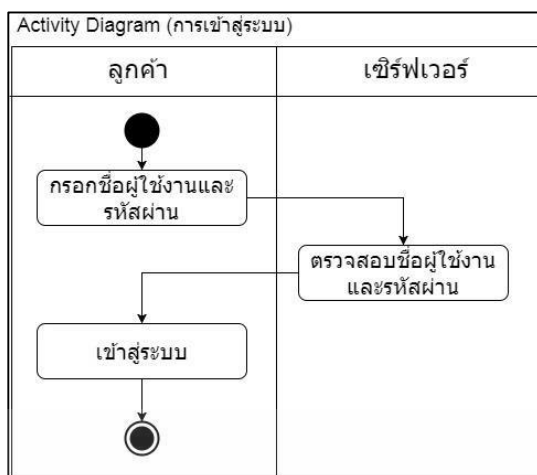 Activity Diagram (การเข้าสู่ระบบ)
ลูกค้า
เซิร์ฟเวอร์
กรอกชื่อผู้ใช้งานและ
รหัสผ่าน
ตรวจสอบชื่อผู้ใช้งาน
และรหัสผ่าน
เข้าสู่ระบบ